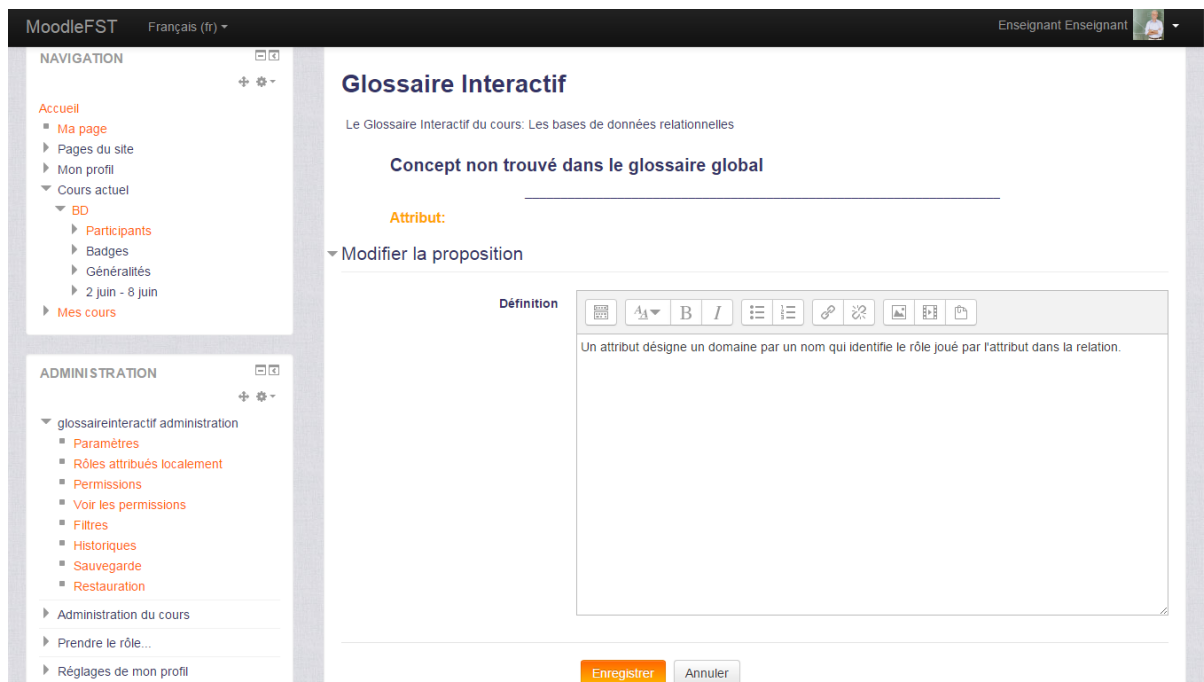 MoodleFST Français (fr) Enseignant Enseignant
NAVIGATION
Accueil
Ma page
Pages du site
Mon profil
Cours actuel
BD
Participants
Badges
Généralités
2 juin - 8 juin
Mes cours
ADMINISTRATION
glossaireinteractif administration
Paramètres
Rôles attribués localement
Permissions
Voir les permissions
Filtres
Historiques
Sauvegarde
Restauration
Administration du cours
Prendre le rôle...
Réglages de mon profil
Glossaire Interactif
Le Glossaire Interactif du cours: Les bases de données relationnelles
Concept non trouvé dans le glossaire global
Attribut:
Modifier la proposition
Définition
Un attribut désigne un domaine par un nom qui identifie le rôle joué par l'attribut dans la relation.
Enregistrer Annuler